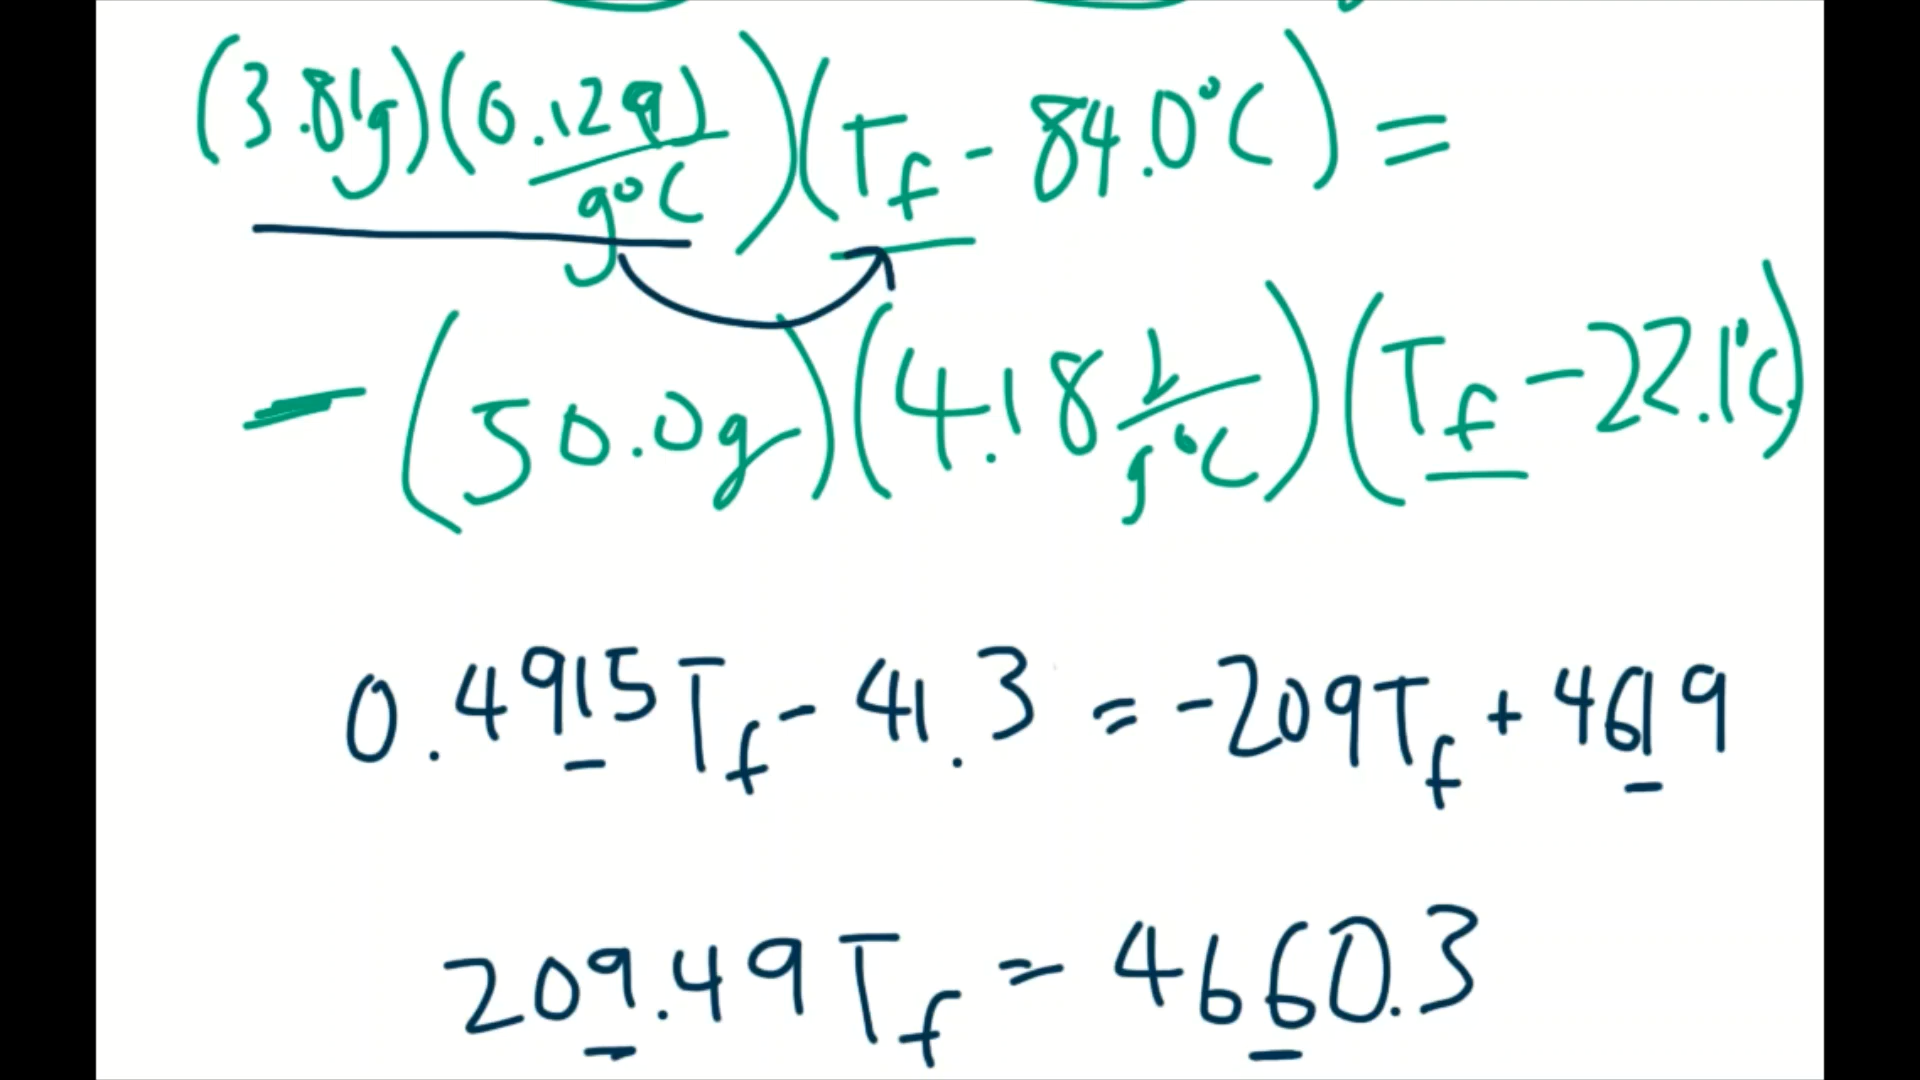 (3.81g)(0.129 J/g°C)(Tf - 84.0°C) =
- (50.0g)(4.18 J/g°C)(Tf - 22.1°C)
0.4915Tf - 41.3 = -209Tf + 4619
209.49Tf = 4660.3